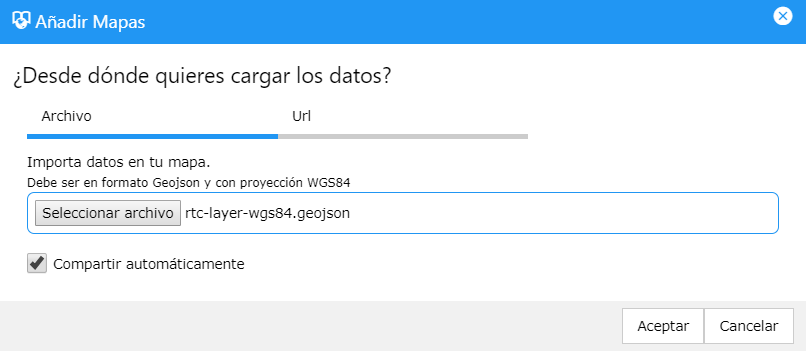 Añadir Mapas
¿Desde dónde quieres cargar los datos?
Archivo Url
Importa datos en tu mapa.
Debe ser en formato Geojson y con proyección WGS84
Seleccionar archivo rtc-layer-wgs84.geojson
Compartir automáticamente
Aceptar Cancelar